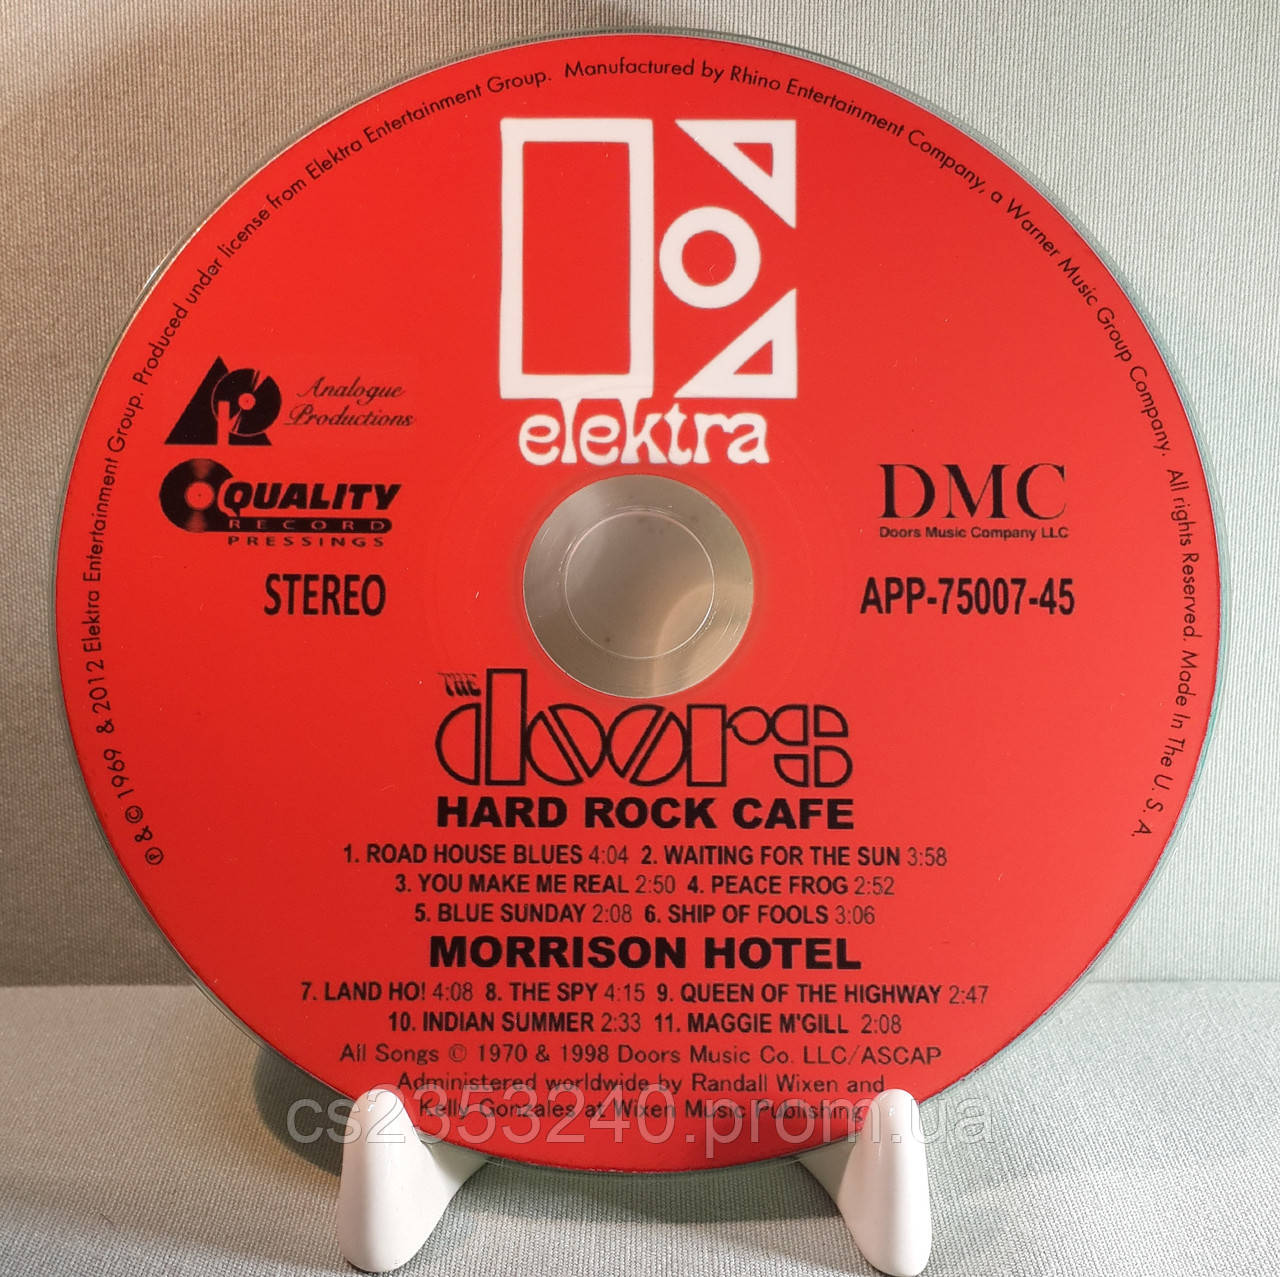 ℗ & © 1969 & 2012 Elektra Entertainment Group. Produced under license from Elektra Entertainment Group. Manufactured by Rhino Entertainment Company, a Warner Music Group Company. All rights Reserved. Made In The U. S. A.
elektra
Analogue
Productions
QUALITY
RECORD
PRESSINGS
DMC
Doors Music Company LLC
STEREO
APP-75007-45
THE
doors
HARD ROCK CAFE
1. ROAD HOUSE BLUES 4:04 2. WAITING FOR THE SUN 3:58
3. YOU MAKE ME REAL 2:50 4. PEACE FROG 2:52
5. BLUE SUNDAY 2:08 6. SHIP OF FOOLS 3:06
MORRISON HOTEL
7. LAND HO! 4:08 8. THE SPY 4:15 9. QUEEN OF THE HIGHWAY 2:47
10. INDIAN SUMMER 2:33 11. MAGGIE M'GILL 2:08
All Songs © 1970 & 1998 Doors Music Co. LLC/ASCAP
Administered worldwide by Randall Wixen and
Kelly Gonzales at Wixen Music Publishing
cs2353240.prom.ua